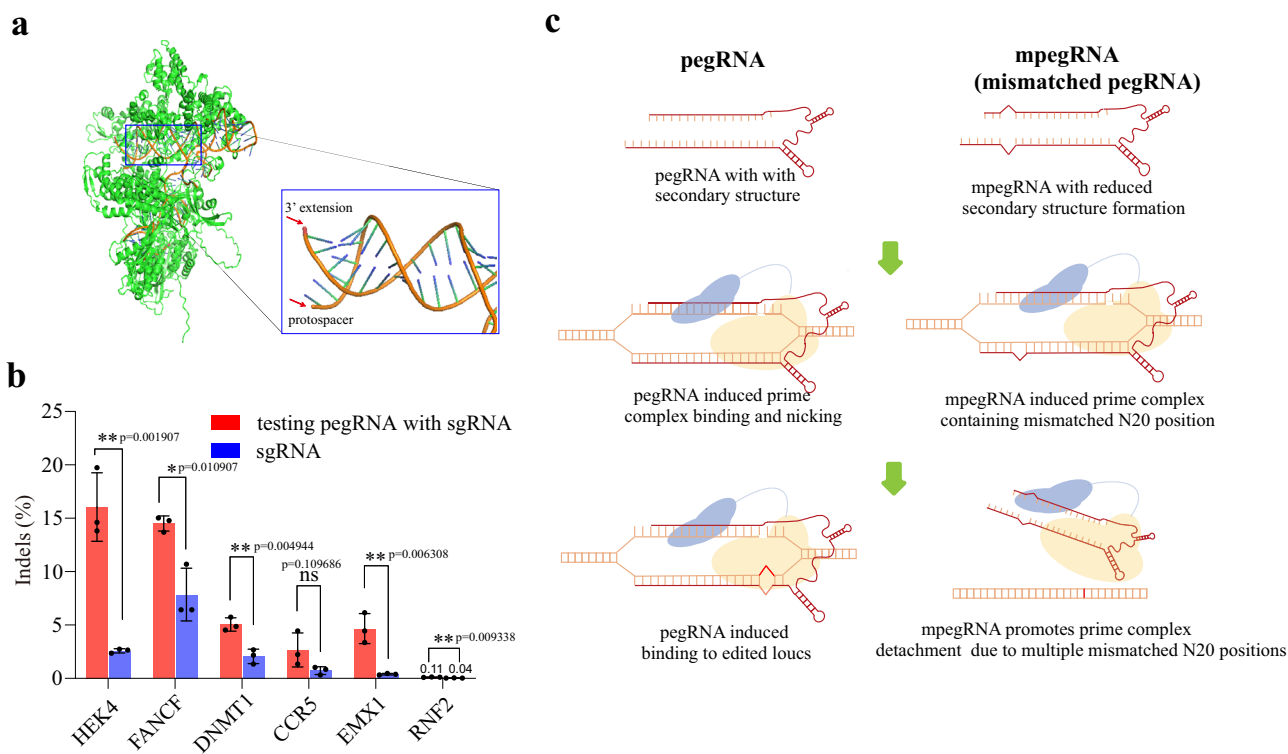 a
3' extension
protospacer
b
Indels (%)
25
20
15
10
5
0
testing pegRNA with sgRNA
sgRNA
** p=0.001907
* p=0.010907
** p=0.004944
p=0.109686
ns
** p=0.006308
** p=0.009338
0.11 0.04
HEK4
FANCF
DNMT1
CCR5
EMX1
RNF2
c
pegRNA
mpegRNA
(mismatched pegRNA)
pegRNA with with
secondary structure
mpegRNA with reduced
secondary structure formation
pegRNA induced prime
complex binding and nicking
mpegRNA induced prime complex
containing mismatched N20 position
pegRNA induced
binding to edited loucs
mpegRNA promotes prime complex
detachment due to multiple mismatched N20 positions